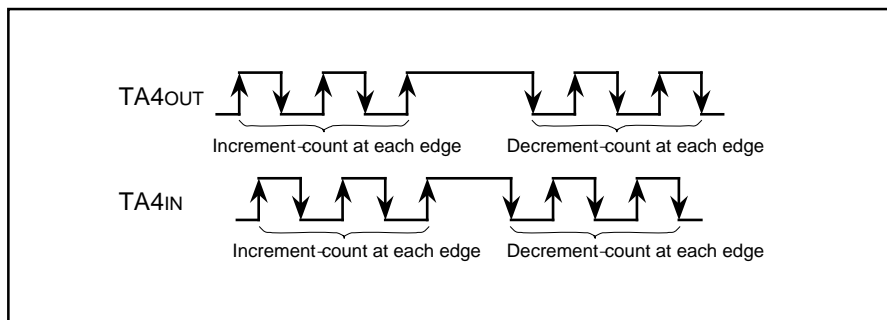 TA4OUT
Increment-count at each edge Decrement-count at each edge
TA4IN
Increment-count at each edge Decrement-count at each edge